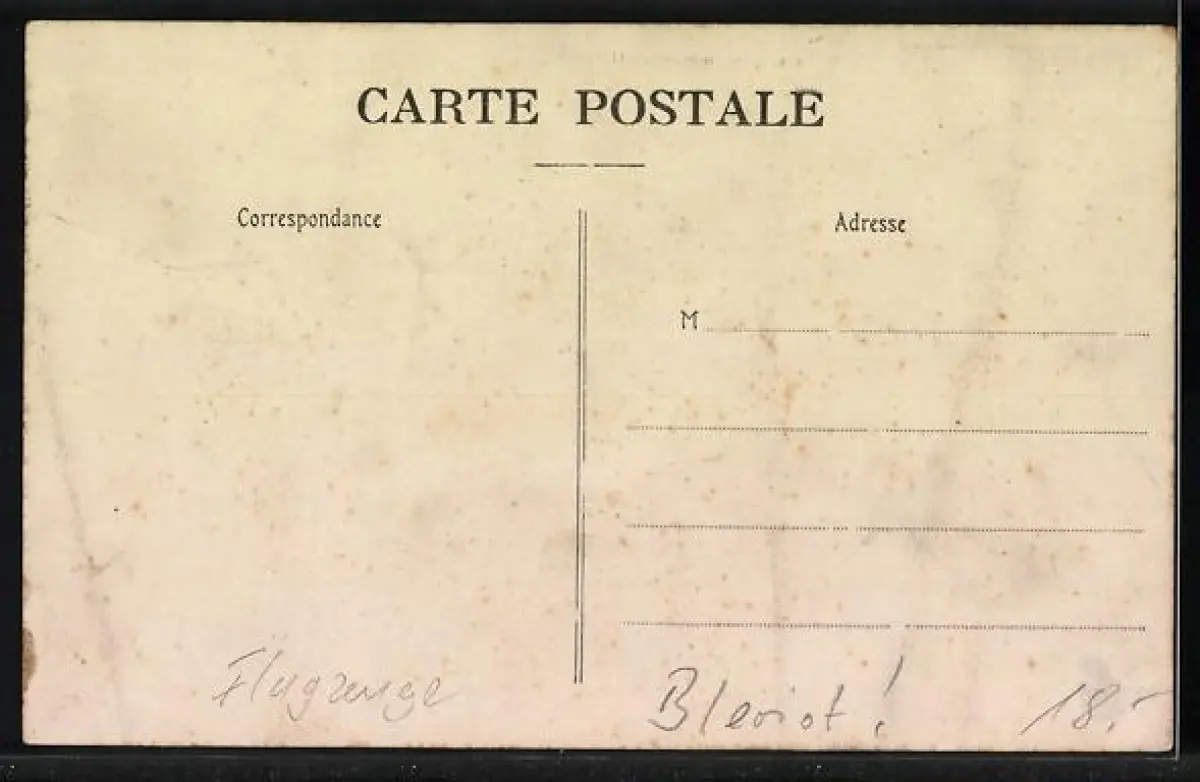 CARTE POSTALE
Correspondance
Adresse
M
Flugzeuge
Bleriot!
18.-